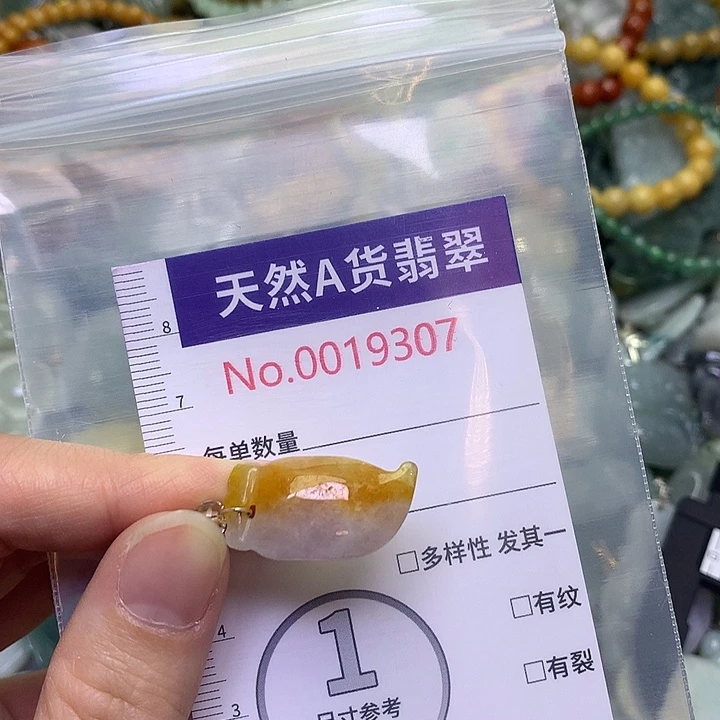 天然A货翡翠
No.0019307
8
7
每单数量
□多样性 发其一
□有纹
□有裂
4
1
3
尺寸参考